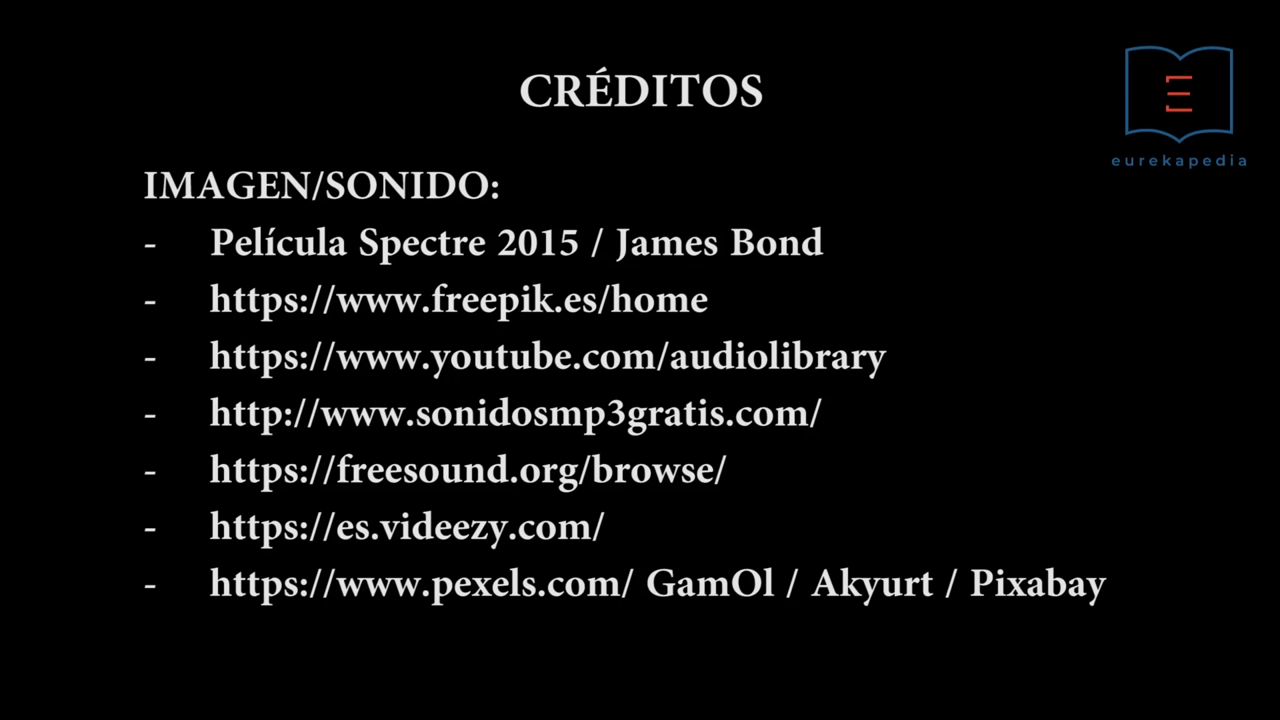 CRÉDITOS
E
eurekapedia
IMAGEN/SONIDO:
- Película Spectre 2015 / James Bond
- https://www.freepik.es/home
- https://www.youtube.com/audiolibrary
- http://www.sonidosmp3gratis.com/
- https://freesound.org/browse/
- https://es.videezy.com/
- https://www.pexels.com/ GamOl / Akyurt / Pixabay